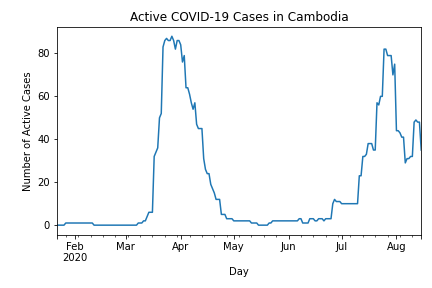 Active COVID-19 Cases in Cambodia
Number of Active Cases
80
60
40
20
0
Feb Mar Apr May Jun Jul Aug
2020
Day